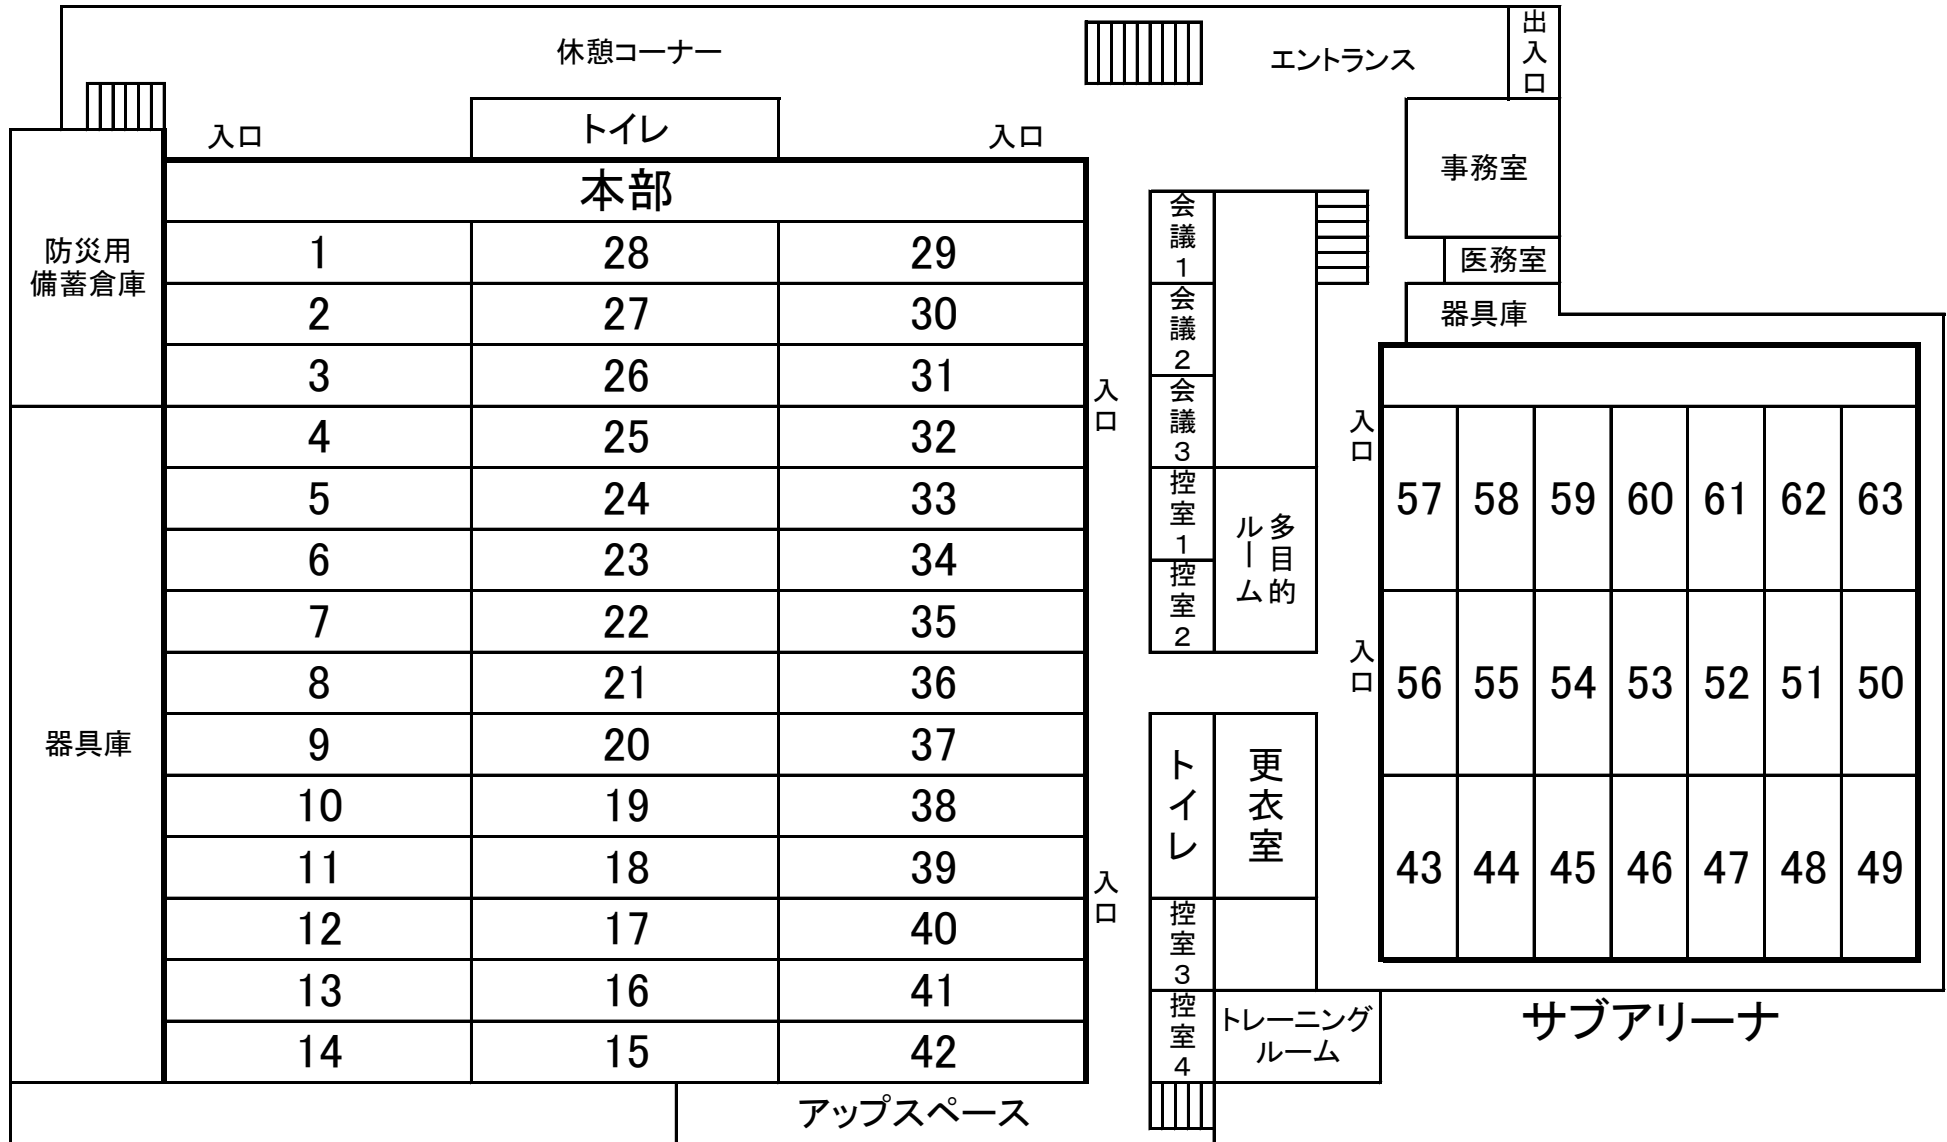 休憩コーナー
エントランス
出入口
入口
トイレ
入口
事務室
本部
防災用
備蓄倉庫
1 28 29
2 27 30
3 26 31
4 25 32
5 24 33
6 23 34
7 22 35
8 21 36
9 20 37
10 19 38
11 18 39
12 17 40
13 16 41
14 15 42
器具庫
入口
入口
会議1
会議2
会議3
控室1
控室2
多目的
ルーム
トイレ
更衣室
控室3
控室4
トレーニング
ルーム
医務室
器具庫
入口
入口
57 58 59 60 61 62 63
56 55 54 53 52 51 50
43 44 45 46 47 48 49
サブアリーナ
アップスペース